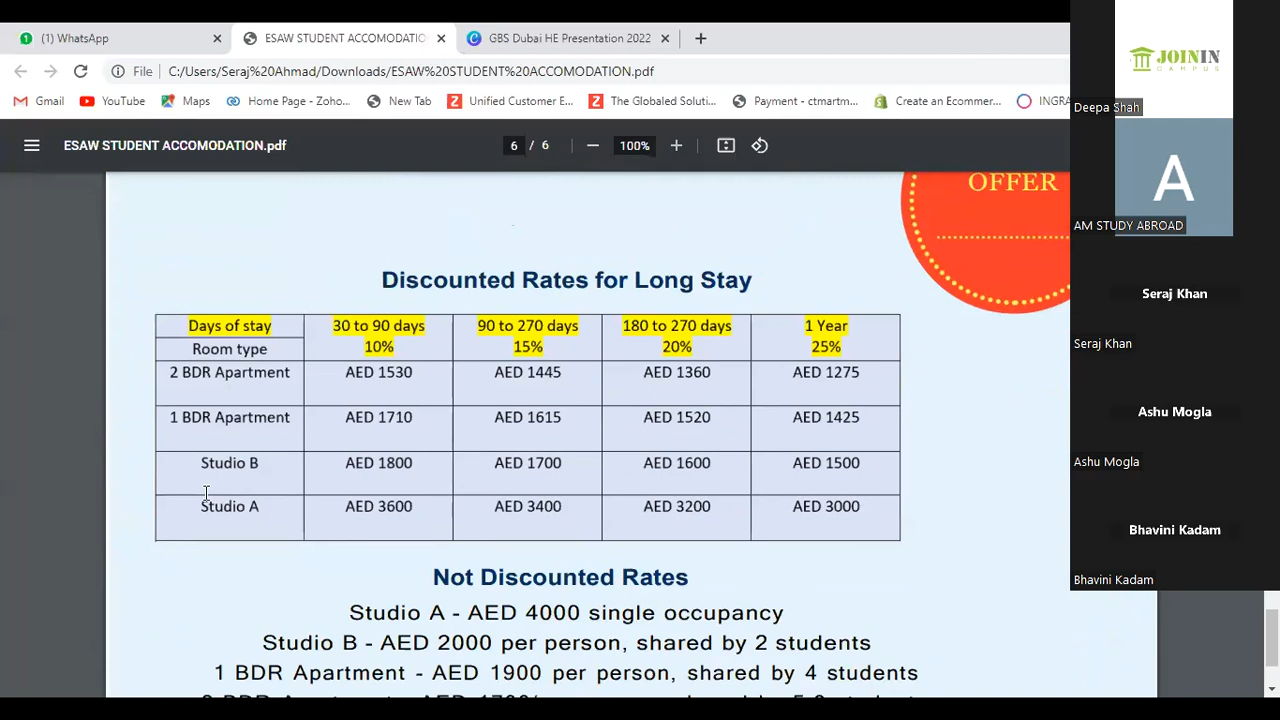 (1) WhatsApp
ESAW STUDENT ACCOMODATIO
GBS Dubai HE Presentation 2022
File C:/Users/Seraj%20Ahmad/Downloads/ESAW%20STUDENT%20ACCOMODATION.pdf
Gmail YouTube Maps Home Page - Zoho... New Tab Unified Customer E... The Globaled Soluti... Payment - ctmartm... Create an Ecommer... INGRA
ESAW STUDENT ACCOMODATION.pdf 6 / 6 100%
OFFER
Discounted Rates for Long Stay
Days of stay 30 to 90 days 90 to 270 days 180 to 270 days 1 Year
Room type 10% 15% 20% 25%
2 BDR Apartment AED 1530 AED 1445 AED 1360 AED 1275
1 BDR Apartment AED 1710 AED 1615 AED 1520 AED 1425
Studio B AED 1800 AED 1700 AED 1600 AED 1500
Studio A AED 3600 AED 3400 AED 3200 AED 3000
Not Discounted Rates
Studio A - AED 4000 single occupancy
Studio B - AED 2000 per person, shared by 2 students
1 BDR Apartment - AED 1900 per person, shared by 4 students
JOININ
CAMPUS
Deepa Shah
A
AM STUDY ABROAD
Seraj Khan
Seraj Khan
Ashu Mogla
Ashu Mogla
Bhavini Kadam
Bhavini Kadam